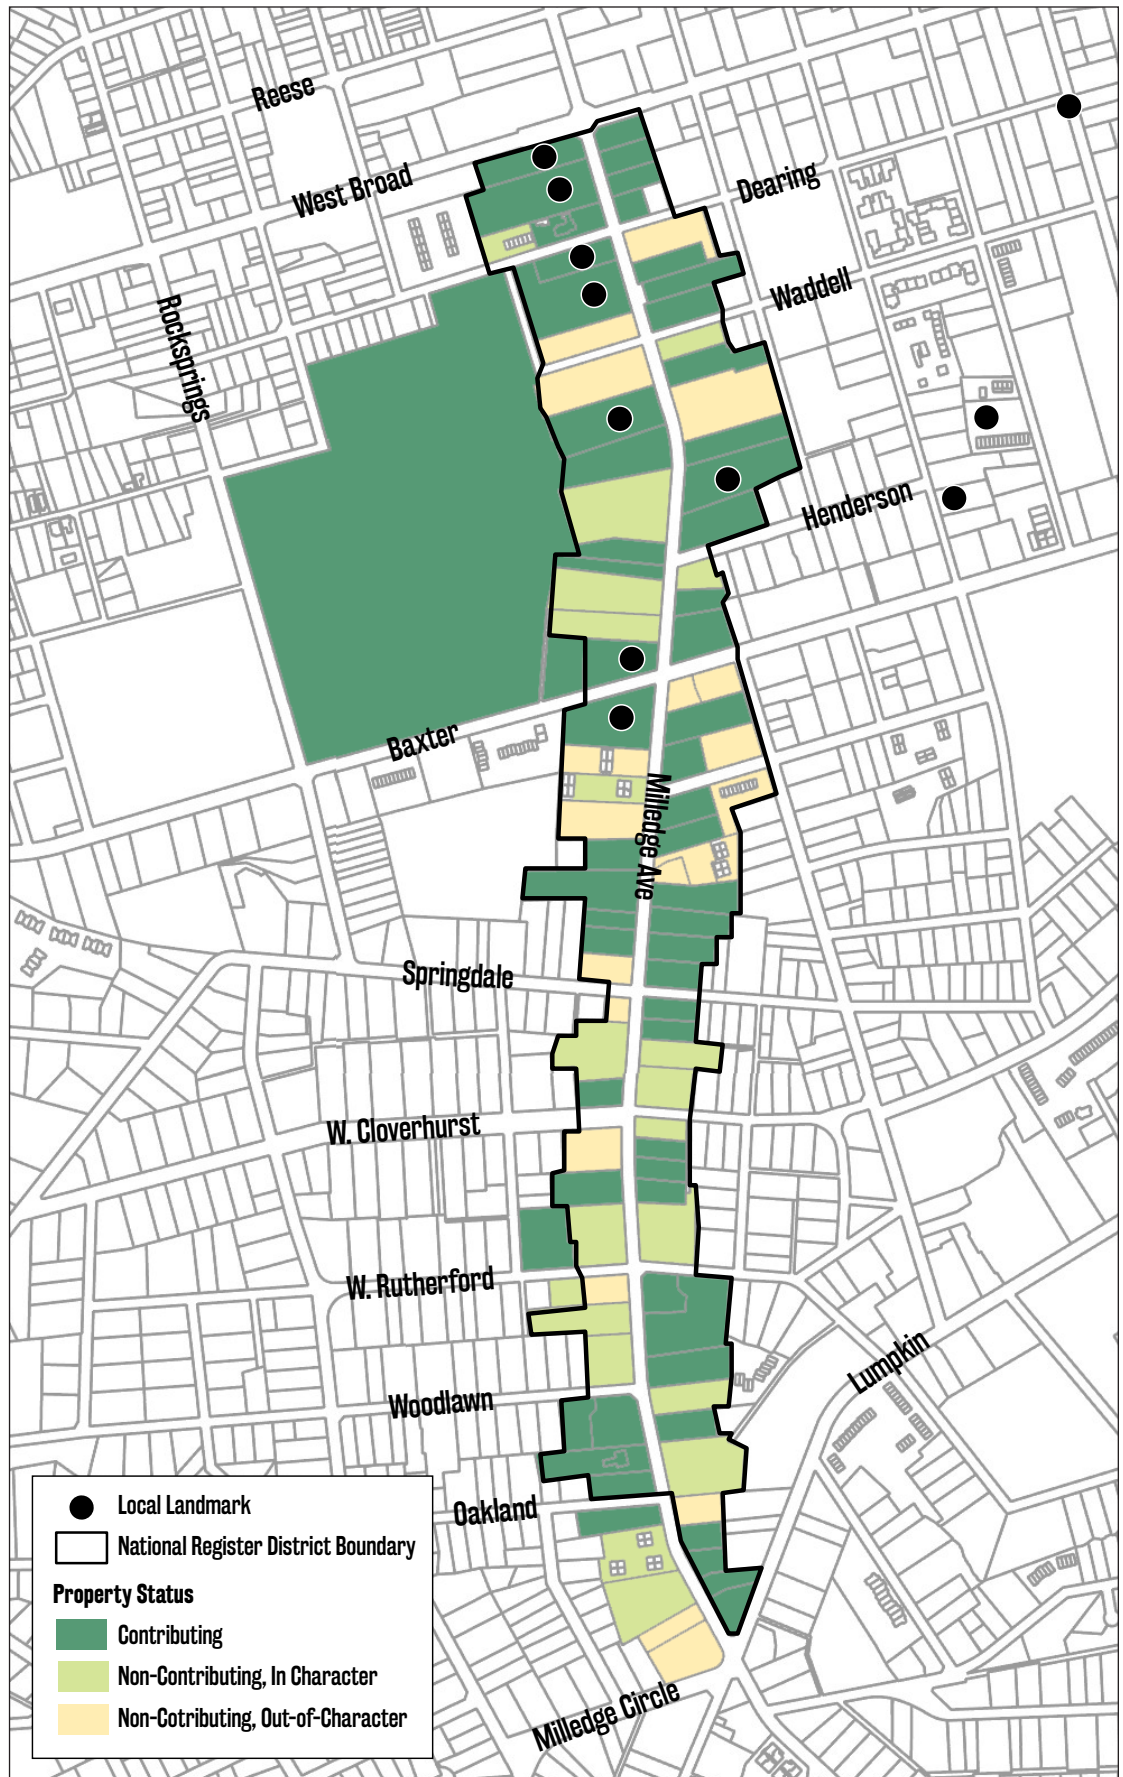 Reese
West Broad
Dearing
Waddell
Rocksprings
Henderson
Baxter
Milledge Ave
Springdale
W. Cloverhurst
W. Rutherford
Lumpkin
Woodlawn
Oakland
Milledge Circle
Local Landmark
National Register District Boundary
Property Status
Contributing
Non-Contributing, In Character
Non-Cotributing, Out-of-Character